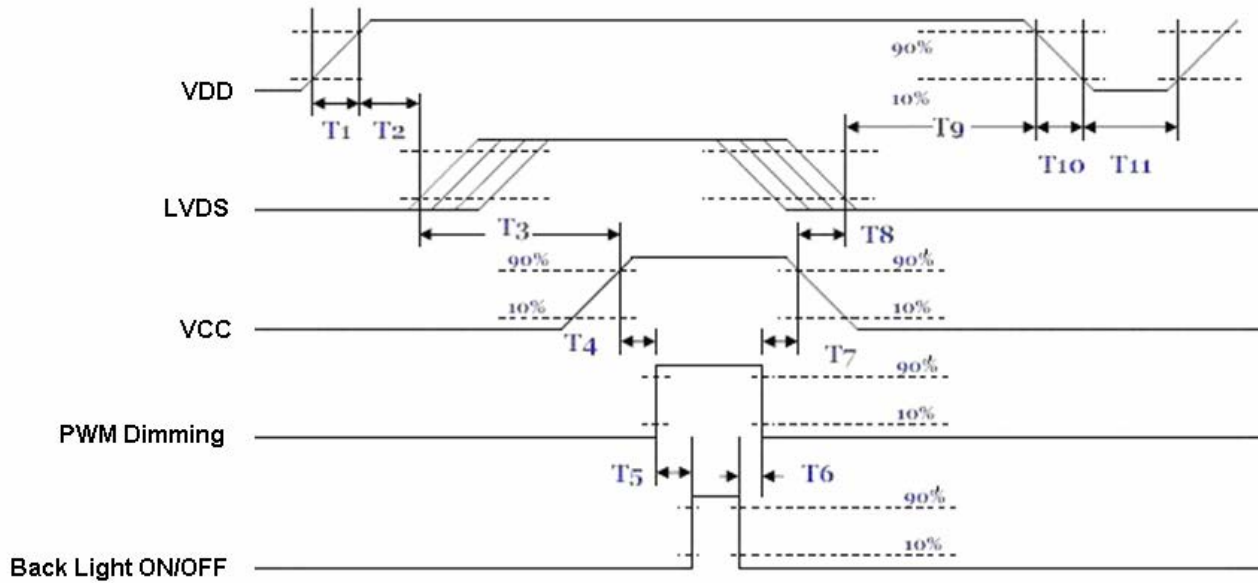 90%
VDD
10%
T1 T2 T9
T10 T11
LVDS
T3 T8
90% 90%
10% 10%
VCC
T4 T7
90%
10%
PWM Dimming
T5 T6
90%
10%
Back Light ON/OFF